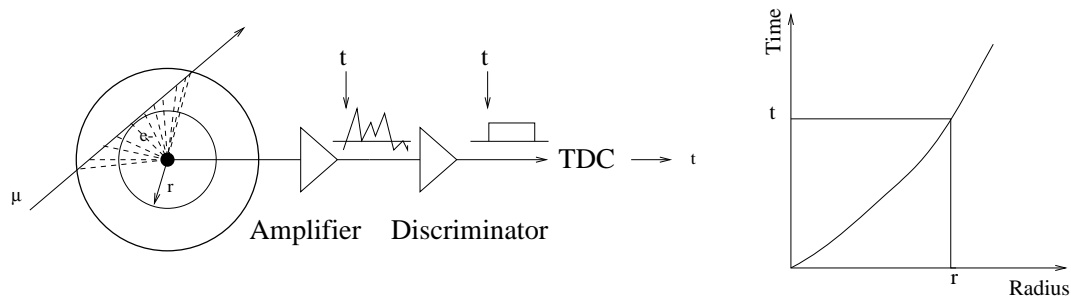 t
t
e-
r
μ
TDC
t
Amplifier
Discriminator
Time
t
r
Radius